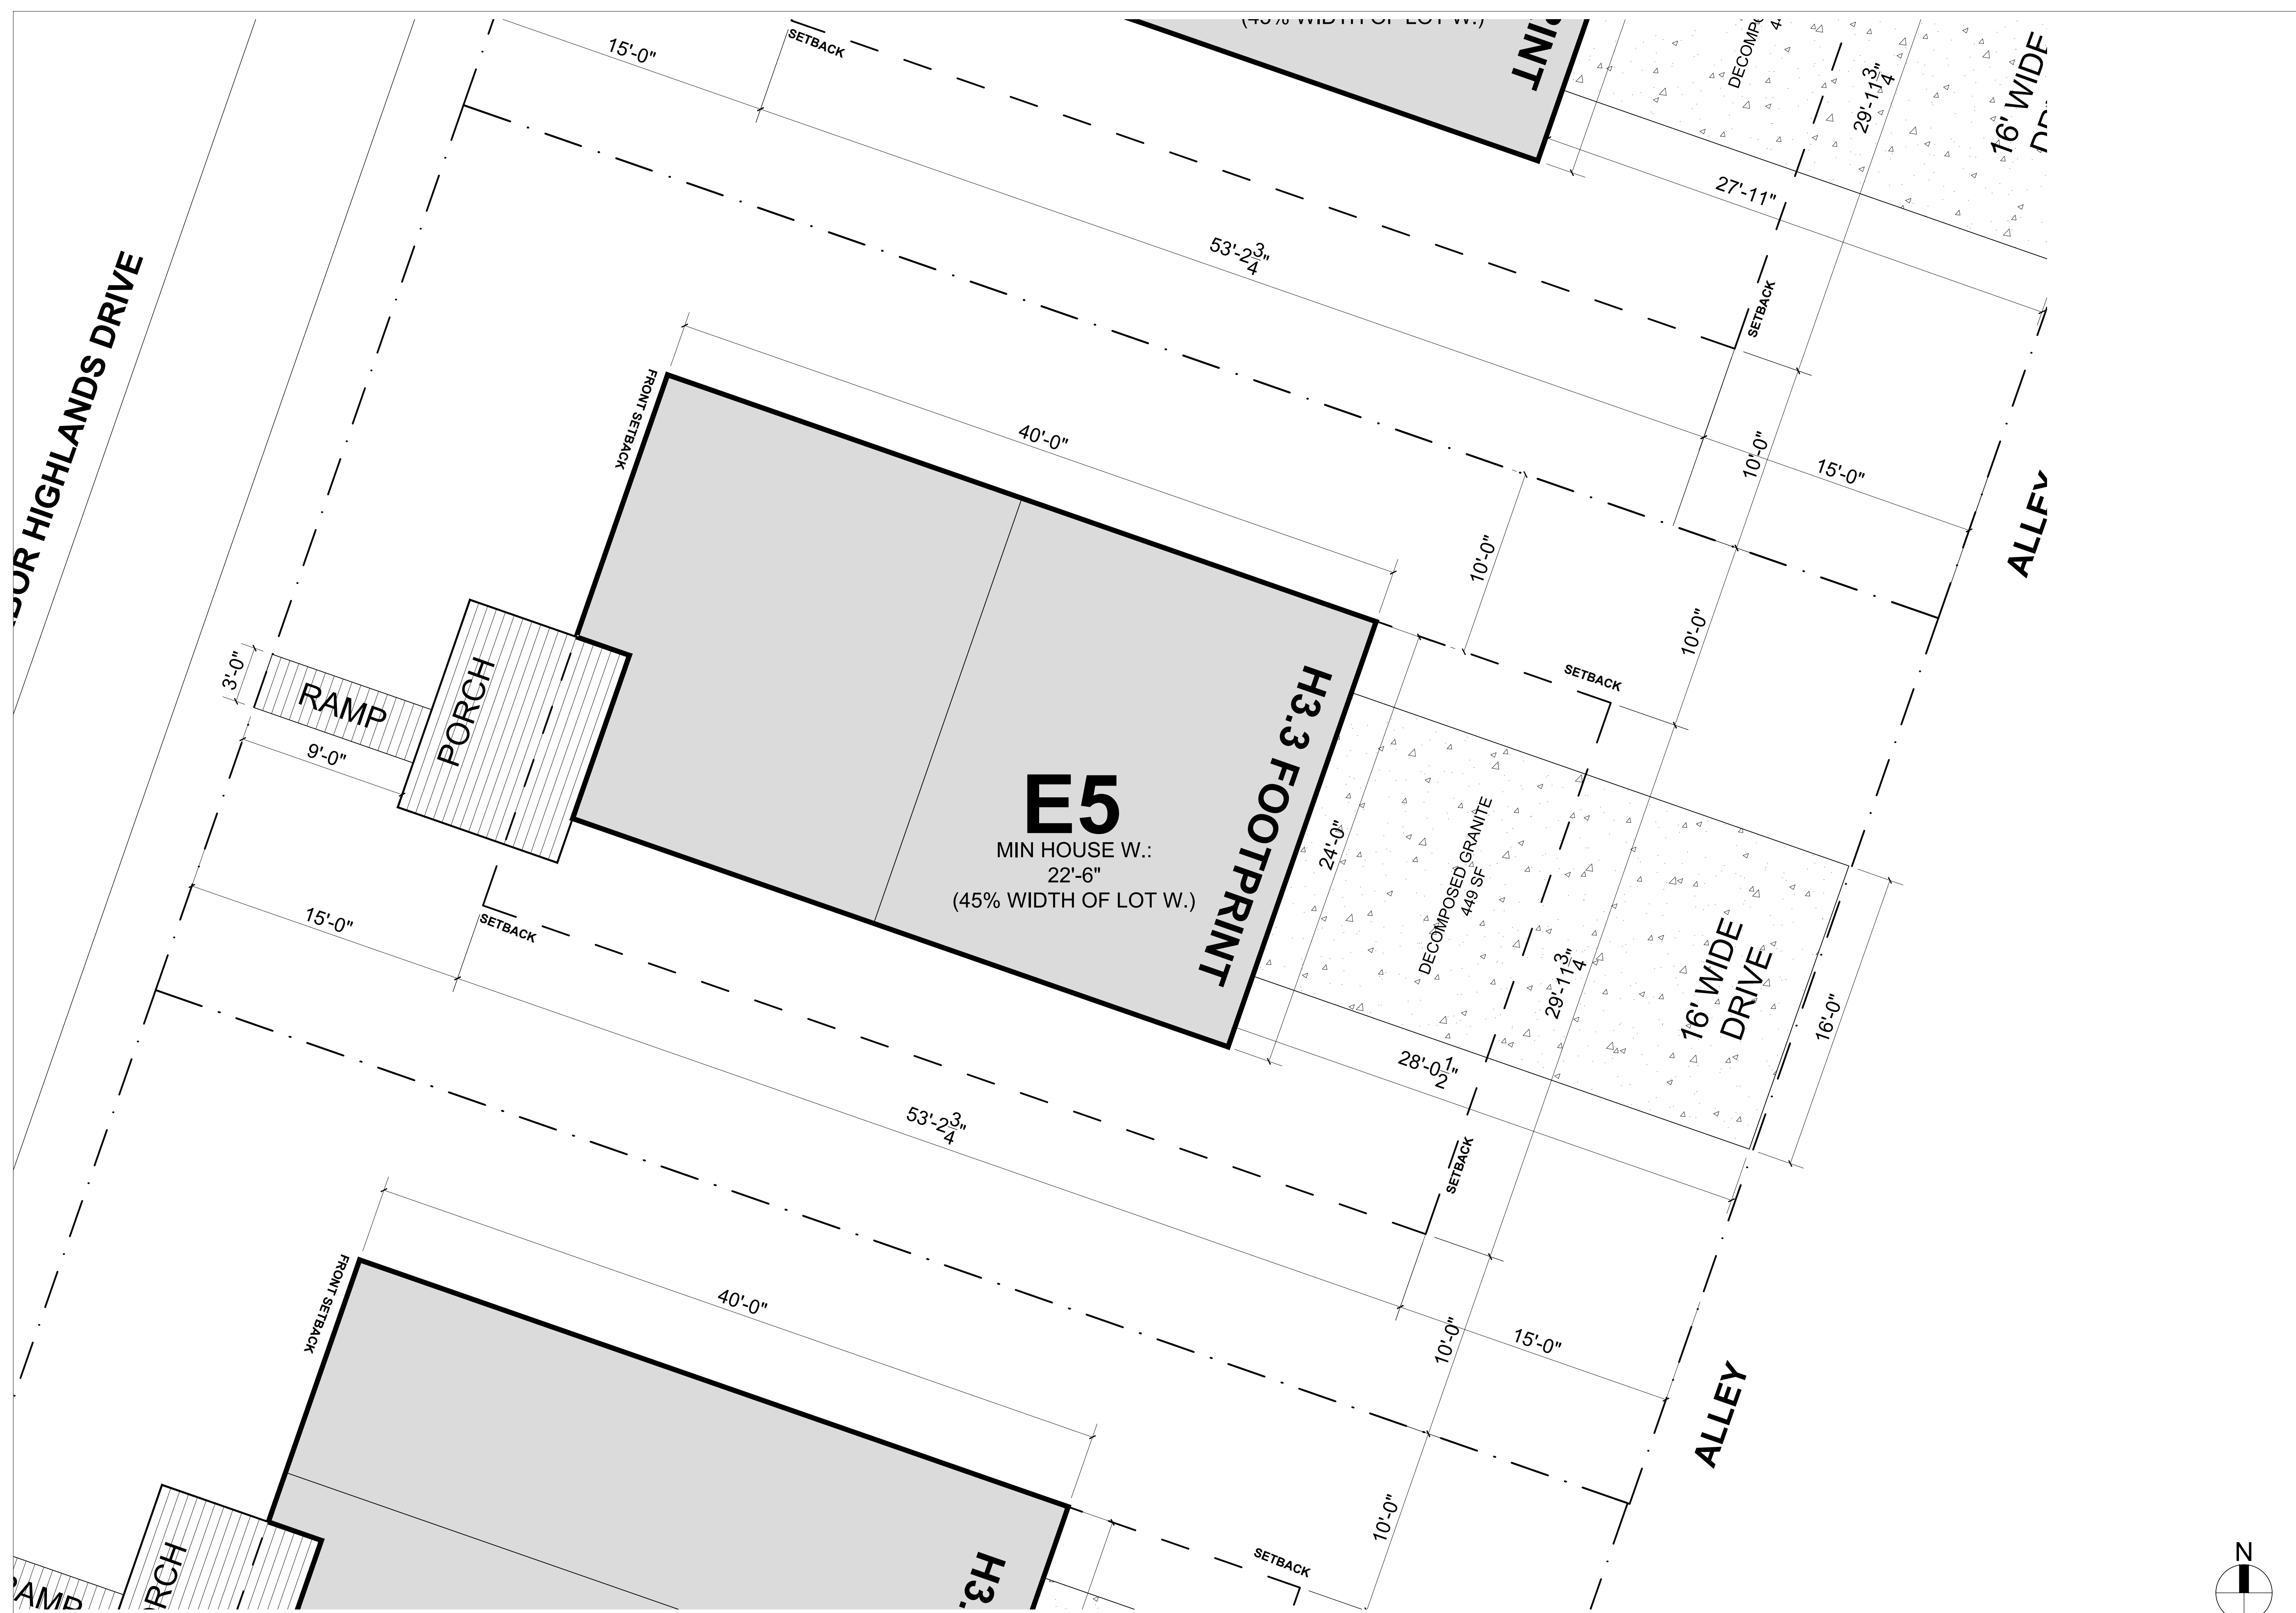 (45% WIDTH OF LOT W.)
15'-0"
SETBACK
29'-11 3/4"
16' WIDE
27'-11"
53'-2 3/4"
SETBACK
HIGHLANDS DRIVE
FRONT SETBACK
40'-0"
10'-0"
15'-0"
ALLEY
10'-0"
10'-0"
SETBACK
3'-0"
RAMP
PORCH
9'-0"
H3.3 FOOTPRINT
E5
MIN HOUSE W.:
22'-6"
(45% WIDTH OF LOT W.)
24'-0"
DECOMPOSED GRANITE
449 SF
29'-11 3/4"
16' WIDE
DRIVE
16'-0"
15'-0"
SETBACK
28'-0 1/2"
53'-2 3/4"
SETBACK
FRONT SETBACK
40'-0"
10'-0"
15'-0"
ALLEY
10'-0"
SETBACK
N